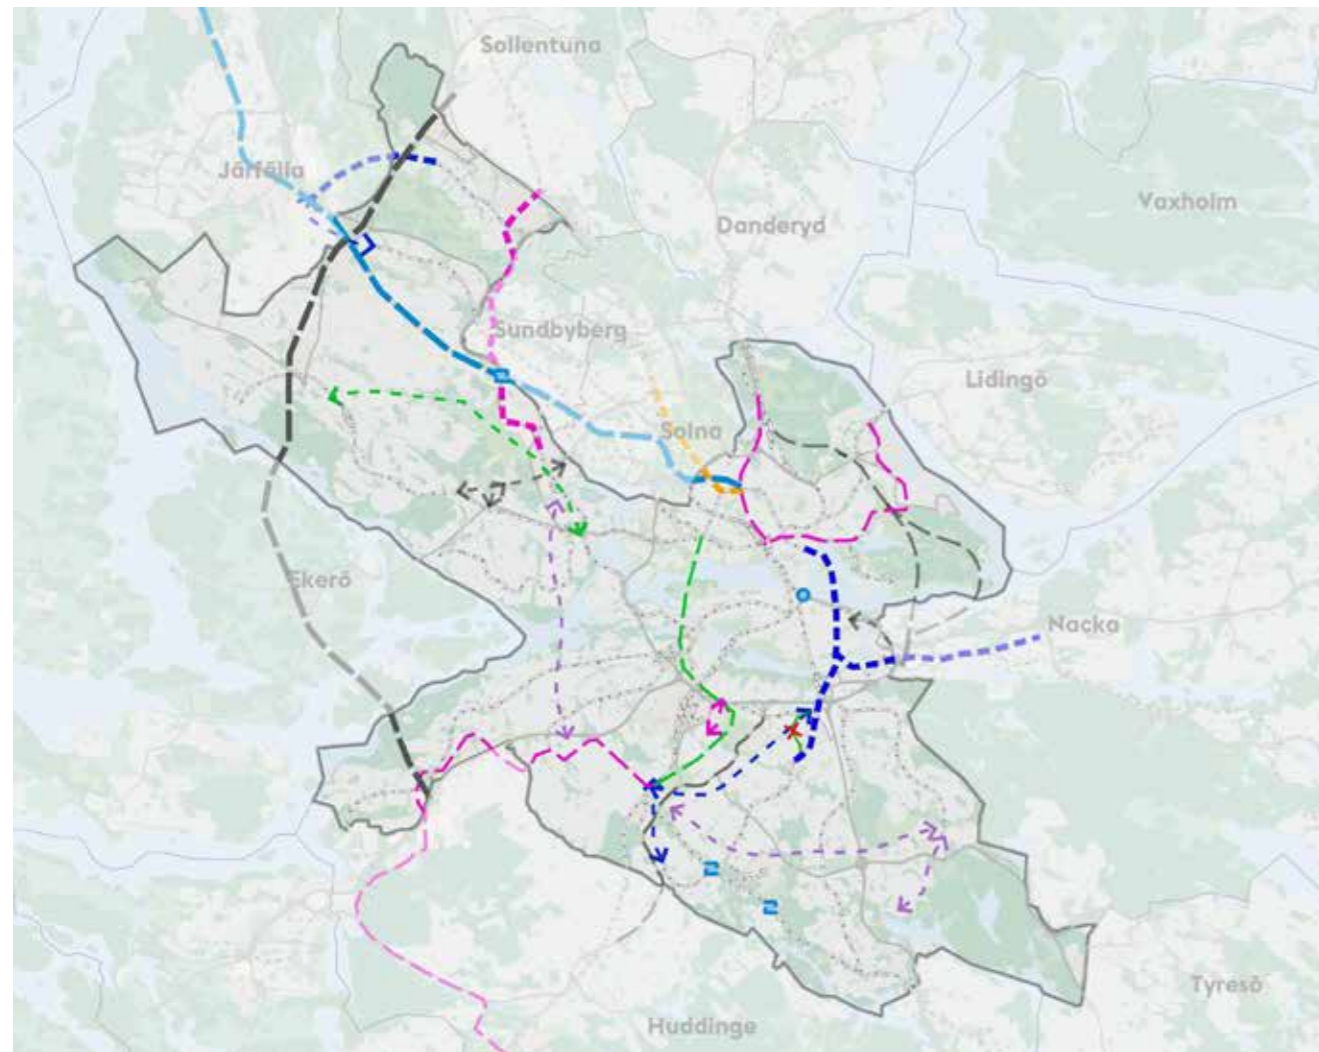 Sollentuna
Järfälla
Vaxholm
Danderyd
Sundbyberg
Lidingö
Solna
Ekerö
Nacka
Tyresö
Huddinge